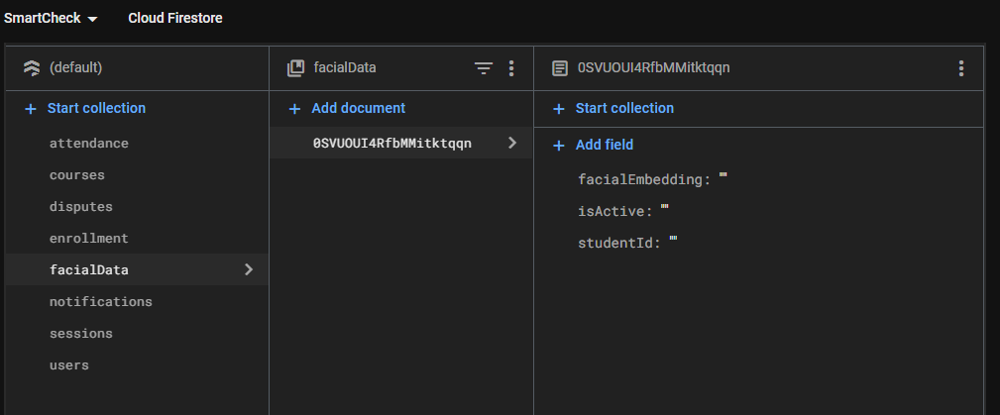 SmartCheck
Cloud Firestore
(default)
facialData
0SVUOUI4RfbMMitktqqn
+ Start collection
+ Add document
+ Start collection
attendance
0SVUOUI4RfbMMitktqqn
+ Add field
courses
facialEmbedding: ""
disputes
isActive: ""
enrollment
studentId: ""
facialData
notifications
sessions
users